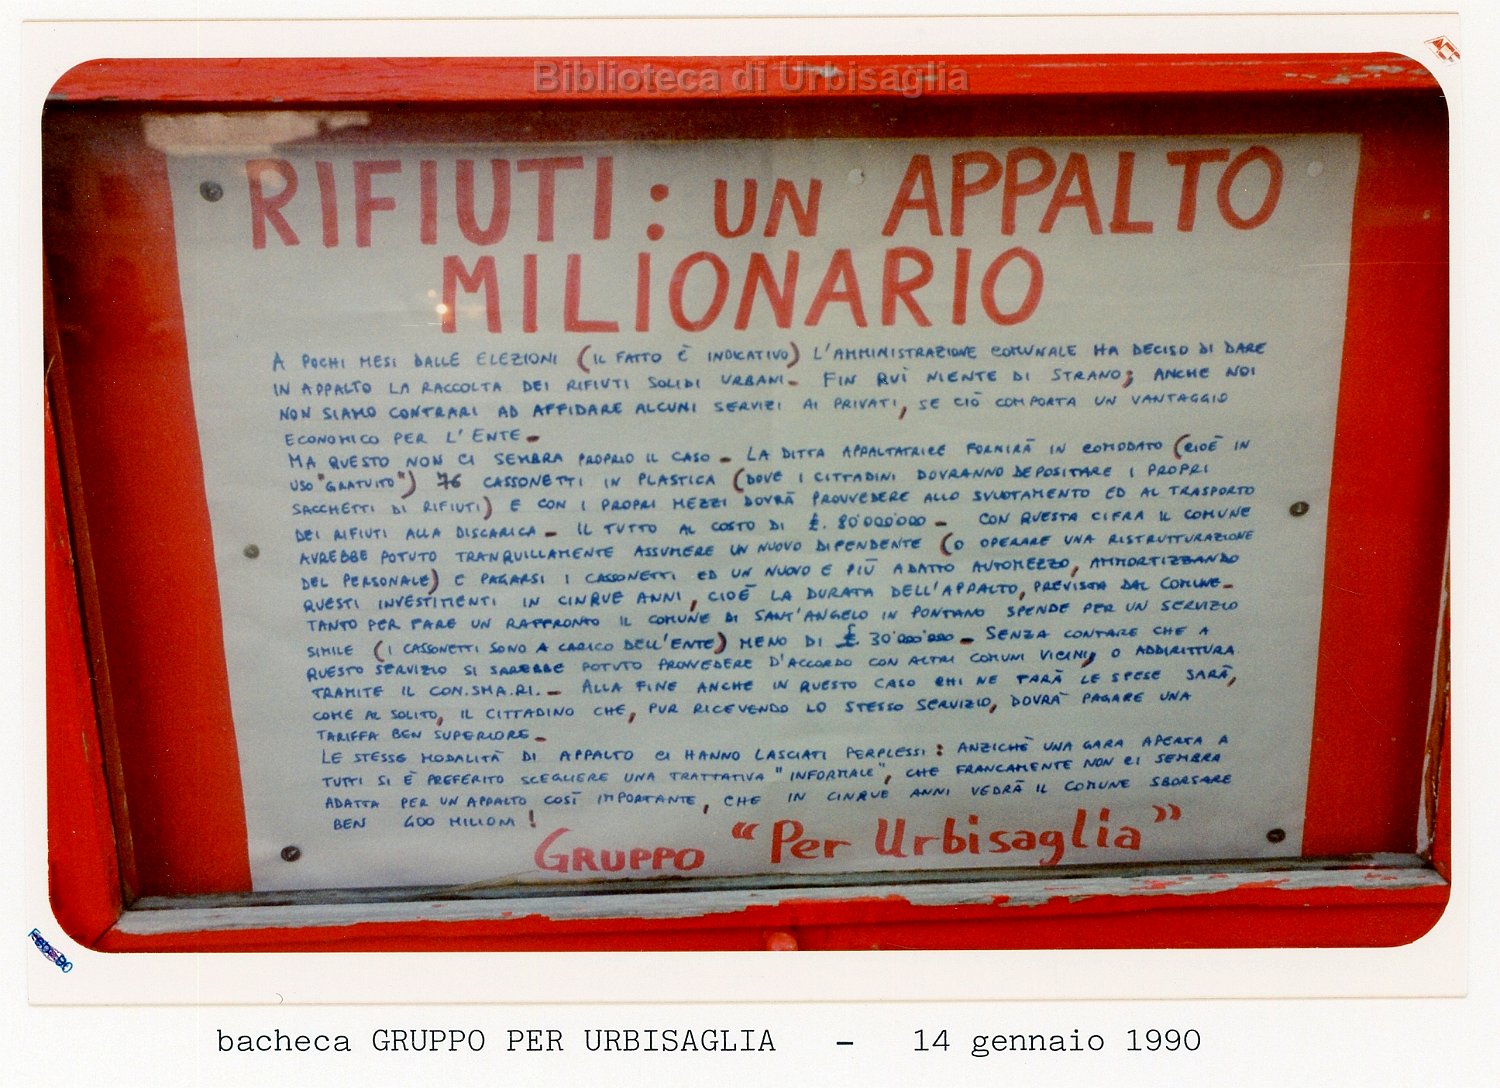 Biblioteca di Urbisaglia
RIFIUTI: UN APPALTO
MILIONARIO
A POCHI MESI DALLE ELEZIONI (IL FATTO È INDICATIVO) L'AMMINISTRAZIONE COMUNALE HA DECISO DI DARE
IN APPALTO LA RACCOLTA DEI RIFIUTI SOLIDI URBANI- FIN QUÌ NIENTE DI STRANO; ANCHE NOI
NON SIAMO CONTRARI AD AFFIDARE ALCUNI SERVIZI AI PRIVATI, SE CIÒ COMPORTA UN VANTAGGIO
ECONOMICO PER L'ENTE-
MA QUESTO NON CI SEMBRA PROPRIO IL CASO- LA DITTA APPALTATRICE FORNIRÀ IN COMODATO (CIOÈ IN
USO "GRATUITO") 76 CASSONETTI IN PLASTICA (DOVE I CITTADINI DOVRANNO DEPOSITARE I PROPRI
SACCHETTI DI RIFIUTI) E CON I PROPRI MEZZI DOVRÀ PROVVEDERE ALLO SVUOTAMENTO ED AL TRASPORTO
DEI RIFIUTI ALLA DISCARICA- IL TUTTO AL COSTO DI £. 80'000'000- CON QUESTA CIFRA IL COMUNE
AVREBBE POTUTO TRANQUILLAMENTE ASSUMERE UN NUOVO DIPENDENTE (O OPERARE UNA RISTRUTTURAZIONE
DEL PERSONALE) E PAGARSI I CASSONETTI ED UN NUOVO E PIÙ ADATTO AUTOMEZZO, AMMORTIZZANDO
QUESTI INVESTIMENTI IN CINQUE ANNI, CIOÈ LA DURATA DELL'APPALTO, PREVISTA DAL COMUNE-
TANTO PER FARE UN RAFFRONTO IL COMUNE DI SANT'ANGELO IN PONTANO SPENDE PER UN SERVIZIO
SIMILE (I CASSONETTI SONO A CARICO DELL'ENTE) MENO DI £. 30'000'000- SENZA CONTARE CHE A
QUESTO SERVIZIO SI SAREBBE POTUTO PROVVEDERE D'ACCORDO CON ALTRI COMUNI VICINI, O ADDIRITTURA
TRAMITE IL CON.SMA.RI.- ALLA FINE ANCHE IN QUESTO CASO CHI NE FARÀ LE SPESE SARÀ,
COME AL SOLITO, IL CITTADINO CHE, PUR RICEVENDO LO STESSO SERVIZIO, DOVRÀ PAGARE UNA
TARIFFA BEN SUPERIORE-
LE STESSE MODALITÀ DI APPALTO CI HANNO LASCIATI PERPLESSI: ANZICHÈ UNA GARA APERTA A
TUTTI SI È PREFERITO SCEGLIERE UNA TRATTATIVA "INFORMALE", CHE FRANCAMENTE NON CI SEMBRA
ADATTA PER UN APPALTO COSÌ IMPORTANTE, CHE IN CINQUE ANNI VEDRÀ IL COMUNE SBORSARE
BEN 400 MILIONI!
GRUPPO "Per Urbisaglia"
bacheca GRUPPO PER URBISAGLIA - 14 gennaio 1990